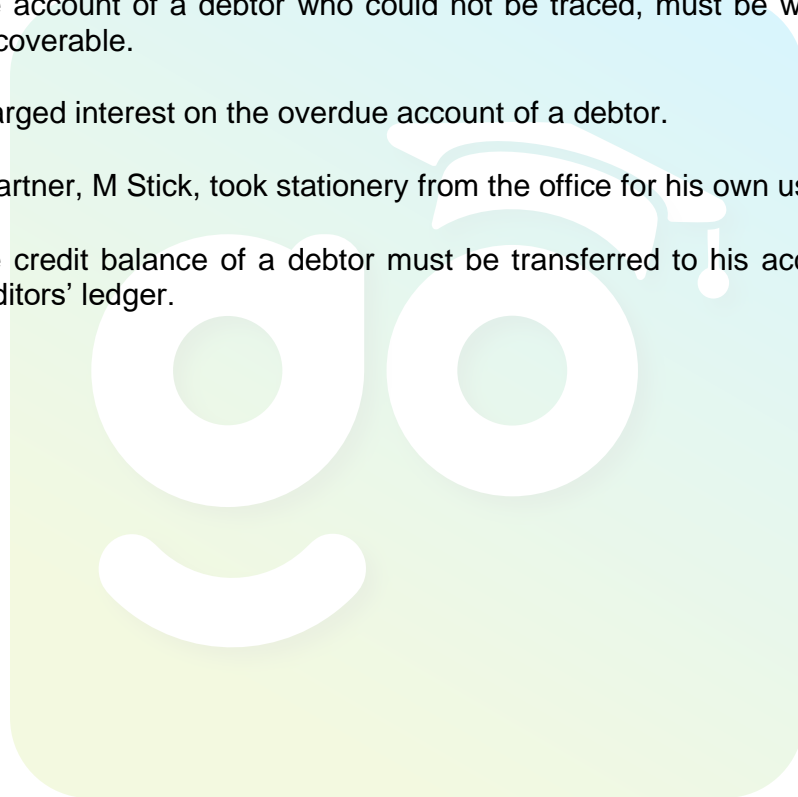 account of a debtor who could not be traced, must be
coverable.
arged interest on the overdue account of a debtor.
artner, M Stick, took stationery from the office for his own us
credit balance of a debtor must be transferred to his acc
ditors' ledger.
go